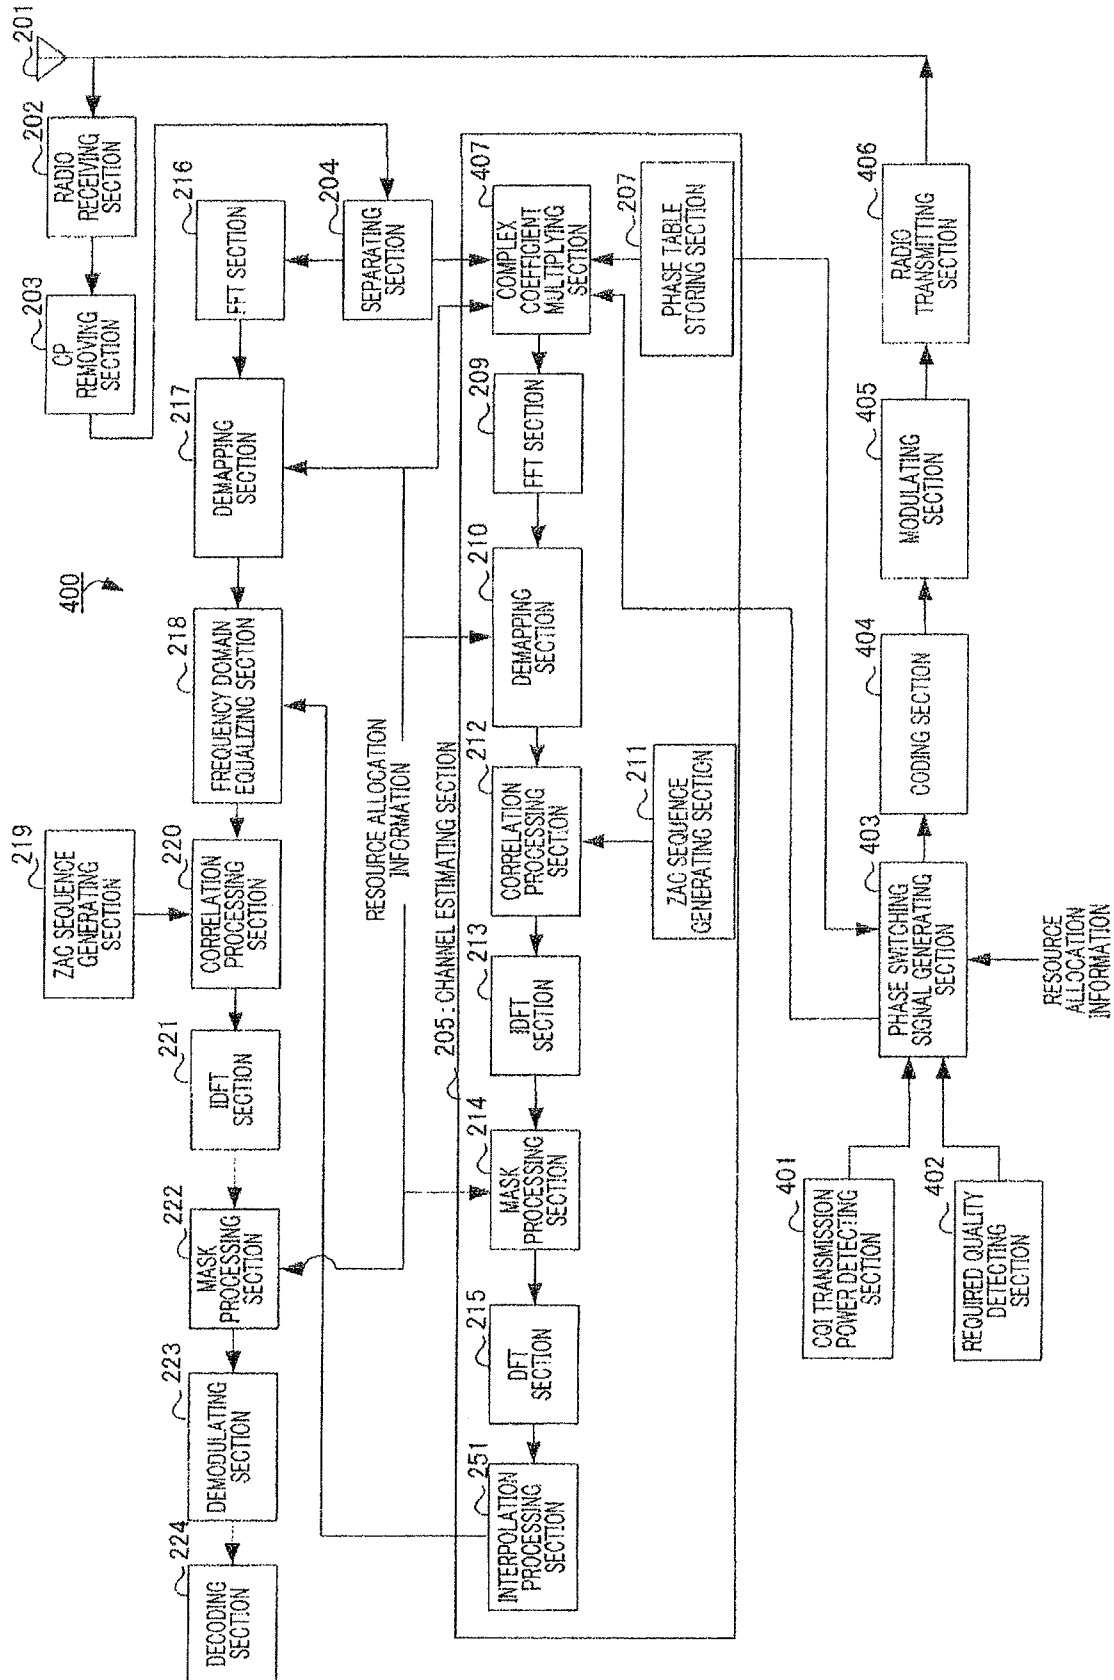 400
201
202
RADIO
RECEIVING
SECTION
203
CP
REMOVING
SECTION
216
FFT SECTION
204
SEPARATING
SECTION
217
DEMAPPING
SECTION
218
FREQUENCY DOMAIN
EQUALIZING SECTION
219
ZAC SEQUENCE
GENERATING
SECTION
220
CORRELATION
PROCESSING
SECTION
221
IDFT
SECTION
222
MASK
PROCESSING
SECTION
223
DEMODULATING
SECTION
224
DECODING
SECTION
RESOURCE ALLOCATION
INFORMATION
205 : CHANNEL ESTIMATING SECTION
407
COMPLEX
COEFFICIENT
MULTIPLYING
SECTION
207
PHASE TABLE
STORING SECTION
209
FFT SECTION
210
DEMAPPING
SECTION
212
CORRELATION
PROCESSING
SECTION
211
ZAC SEQUENCE
GENERATING SECTION
213
IDFT
SECTION
214
MASK
PROCESSING
SECTION
215
DFT
SECTION
251
INTERPOLATION
PROCESSING
SECTION
401
CQI TRANSMISSION
POWER DETECTING
SECTION
402
REQUIRED QUALITY
DETECTING
SECTION
403
PHASE SWITCHING
SIGNAL GENERATING
SECTION
RESOURCE
ALLOCATION
INFORMATION
404
CODING SECTION
405
MODULATING
SECTION
406
RADIO
TRANSMITTING
SECTION